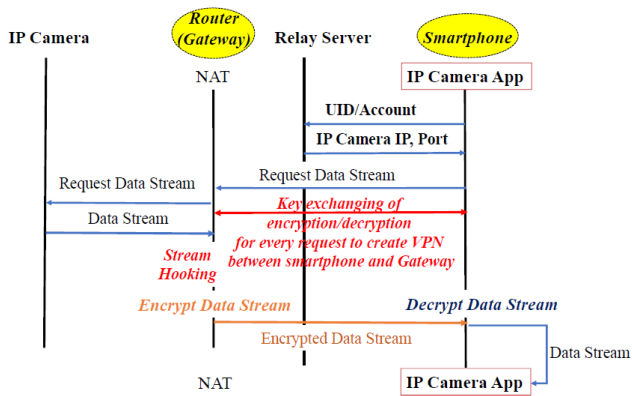 Router
(Gateway)
IP Camera
Relay Server
Smartphone
NAT
IP Camera App
UID/Account
IP Camera IP, Port
Request Data Stream
Request Data Stream
Key exchanging of
encryption/decryption
for every request to create VPN
between smartphone and Gateway
Data Stream
Stream
Hooking
Encrypt Data Stream
Decrypt Data Stream
Encrypted Data Stream
Data Stream
NAT
IP Camera App